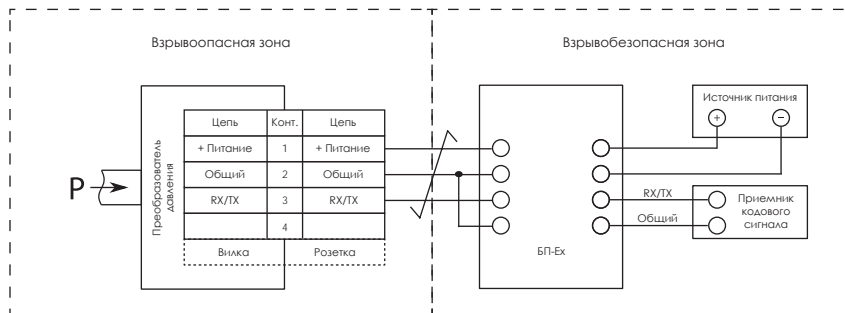 Взрывоопасная зона
Взрывобезопасная зона
P
Преобразователь
давления
Цепь Конт. Цепь
+ Питание 1 + Питание
Общий 2 Общий
RX/TX 3 RX/TX
4
Вилка Розетка
БП-Ex
Источник питания
+ −
RX/TX
Общий
Приемник
кодового
сигнала